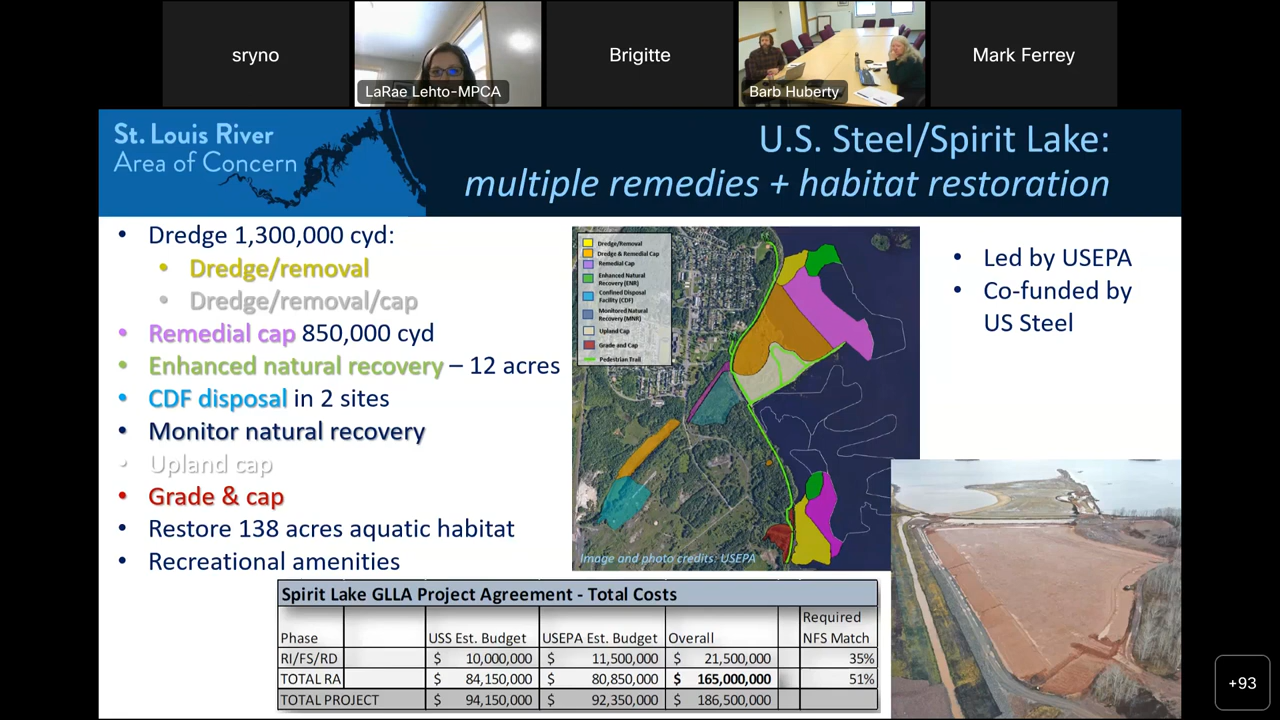 sryno
LaRae Lehto-MPCA
Brigitte
Barb Huberty
Mark Ferrey
St. Louis River
Area of Concern
U.S. Steel/Spirit Lake:
multiple remedies + habitat restoration
• Dredge 1,300,000 cyd:
• Dredge/removal
• Dredge/removal/cap
• Remedial cap 850,000 cyd
• Enhanced natural recovery – 12 acres
• CDF disposal in 2 sites
• Monitor natural recovery
• Upland cap
• Grade & cap
• Restore 138 acres aquatic habitat
• Recreational amenities
Dredge/Removal
Dredge & Remedial Cap
Remedial Cap
Enhanced Natural
Recovery (ENR)
Confined Disposal
Facility (CDF)
Monitored Natural
Recovery (MNR)
Upland Cap
Grade and Cap
Pedestrian Trail
Image and photo credits: USEPA
• Led by USEPA
• Co-funded by
US Steel
Spirit Lake GLLA Project Agreement - Total Costs
Phase USS Est. Budget USEPA Est. Budget Overall Required
NFS Match
RI/FS/RD $ 10,000,000 $ 11,500,000 $ 21,500,000 35%
TOTAL RA $ 84,150,000 $ 80,850,000 $ 165,000,000 51%
TOTAL PROJECT $ 94,150,000 $ 92,350,000 $ 186,500,000
+93